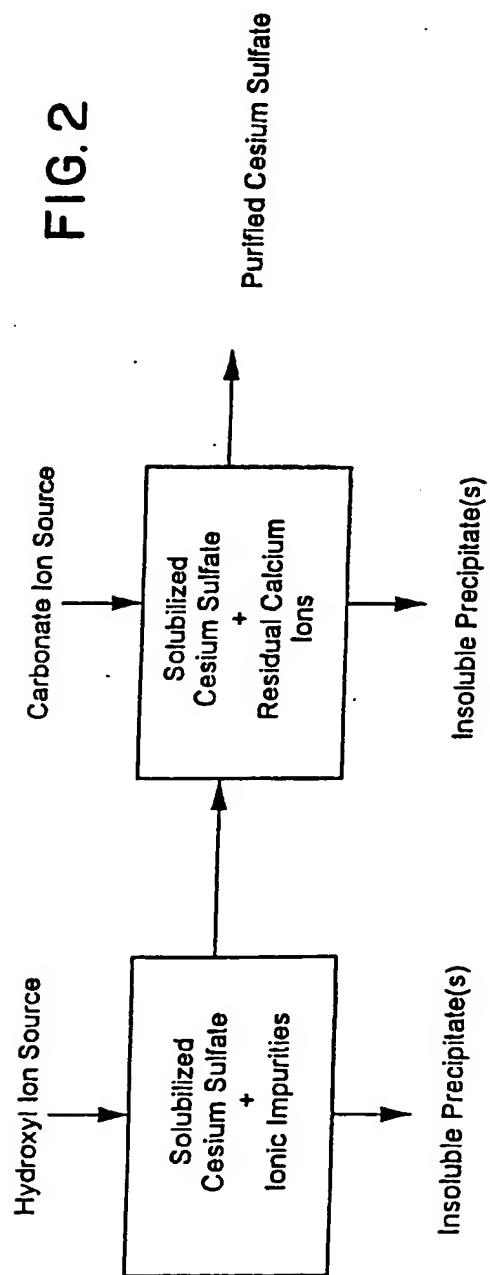 FIG. 2
Hydroxyl Ion Source
Solubilized
Cesium Sulfate
+
Ionic Impurities
Insoluble Precipitate(s)
Carbonate Ion Source
Solubilized
Cesium Sulfate
+
Residual Calcium
Ions
Insoluble Precipitate(s)
Purified Cesium Sulfate